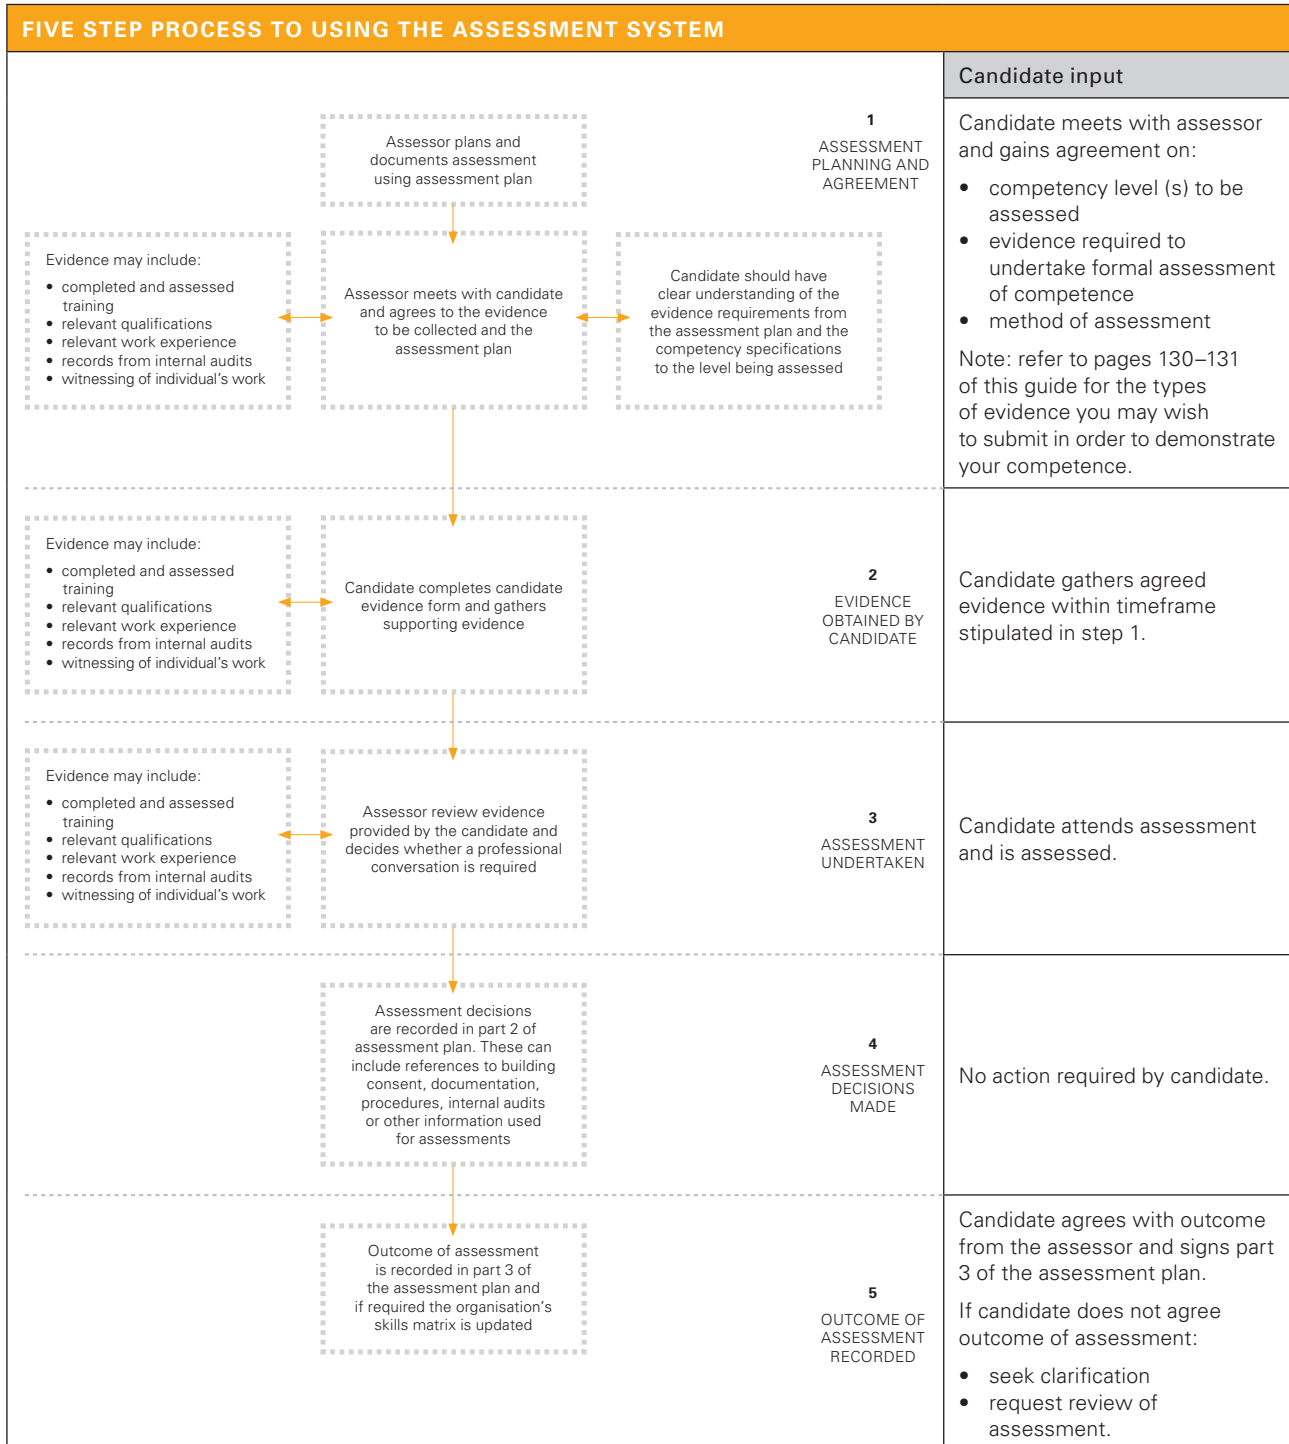 FIVE STEP PROCESS TO USING THE ASSESSMENT SYSTEM
Candidate input
Assessor plans and
documents assessment
using assessment plan
1
ASSESSMENT
PLANNING AND
AGREEMENT
Candidate meets with assessor
and gains agreement on:
• competency level (s) to be
assessed
• evidence required to
undertake formal assessment
of competence
• method of assessment
Note: refer to pages 130–131
of this guide for the types
of evidence you may wish
to submit in order to demonstrate
your competence.
Evidence may include:
• completed and assessed
training
• relevant qualifications
• relevant work experience
• records from internal audits
• witnessing of individual's work
Assessor meets with candidate
and agrees to the evidence
to be collected and the
assessment plan
Candidate should have
clear understanding of the
evidence requirements from
the assessment plan and the
competency specifications
to the level being assessed
Evidence may include:
• completed and assessed
training
• relevant qualifications
• relevant work experience
• records from internal audits
• witnessing of individual's work
Candidate completes candidate
evidence form and gathers
supporting evidence
2
EVIDENCE
OBTAINED BY
CANDIDATE
Candidate gathers agreed
evidence within timeframe
stipulated in step 1.
Evidence may include:
• completed and assessed
training
• relevant qualifications
• relevant work experience
• records from internal audits
• witnessing of individual's work
Assessor review evidence
provided by the candidate and
decides whether a professional
conversation is required
3
ASSESSMENT
UNDERTAKEN
Candidate attends assessment
and is assessed.
Assessment decisions
are recorded in part 2 of
assessment plan. These can
include references to building
consent, documentation,
procedures, internal audits
or other information used
for assessments
4
ASSESSMENT
DECISIONS
MADE
No action required by candidate.
Outcome of assessment
is recorded in part 3 of
the assessment plan and
if required the organisation's
skills matrix is updated
5
OUTCOME OF
ASSESSMENT
RECORDED
Candidate agrees with outcome
from the assessor and signs part
3 of the assessment plan.
If candidate does not agree
outcome of assessment:
• seek clarification
• request review of
assessment.